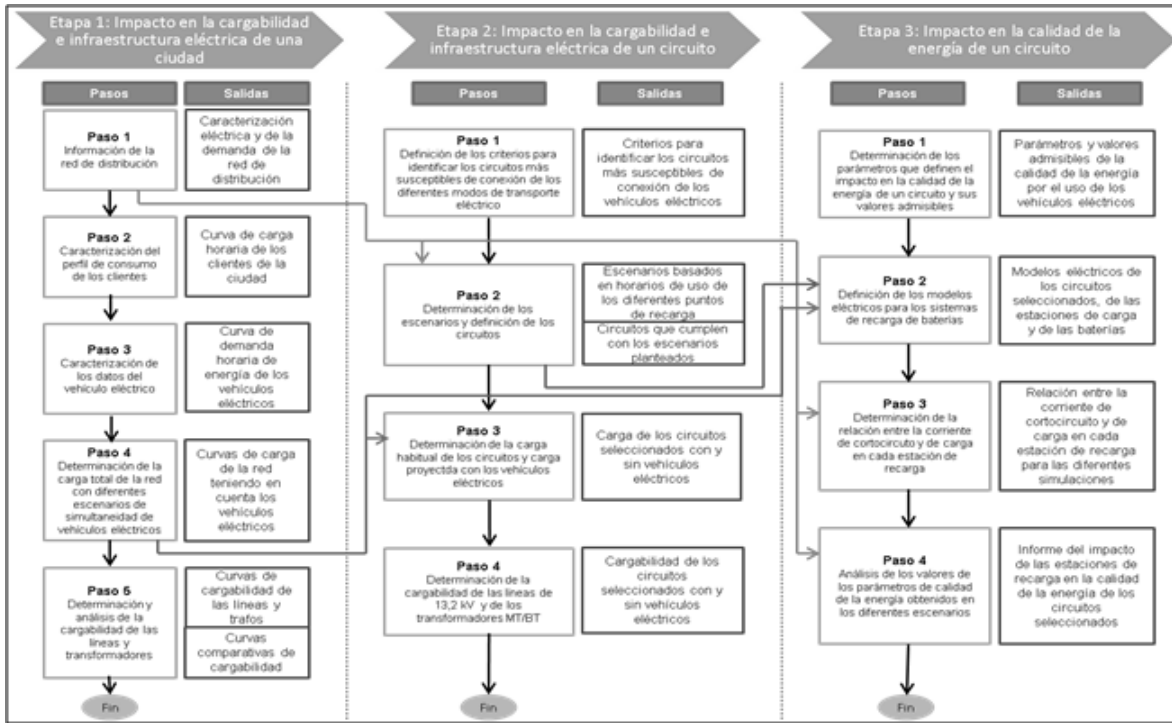 Etapa 1: Impacto en la cargabilidad
e infraestructura eléctrica de una
ciudad
Pasos
Salidas
Paso 1
Información de la
red de distribución
Caracterización
eléctrica y de la
demanda de la
red de
distribución
Paso 2
Caracterización del
perfil de consumo
de los clientes
Curva de carga
horaria de los
clientes de la
ciudad
Paso 3
Caracterización de
los datos del
vehículo eléctrico
Curva de
demanda
horaria de
energía de los
vehículos
eléctricos
Paso 4
Determinación de la
carga total de la red
con diferentes
escenarios de
simultaneidad de
vehículos eléctricos
Curvas de carga
de la red
teniendo en
cuenta los
vehículos
eléctricos
Paso 5
Determinación y
análisis de la
cargabilidad de las
líneas y
transformadores
Curvas de
cargabilidad de
las líneas y
trafos
Curvas
comparativas de
cargabilidad
Fin
Etapa 2: Impacto en la cargabilidad e
infraestructura eléctrica de un circuito
Pasos
Salidas
Paso 1
Definición de los criterios para
identificar los circuitos más
susceptibles de conexión de los
diferentes modos de transporte
eléctrico
Criterios para
identificar los circuitos
más susceptibles de
conexión de los
vehículos eléctricos
Paso 2
Determinación de los
escenarios y definición de los
circuitos
Escenarios basados
en horarios de uso de
los diferentes puntos
de recarga
Circuitos que cumplen
con los escenarios
planteados
Paso 3
Determinación de la carga
habitual de los circuitos y carga
proyectda con los vehículos
eléctricos
Carga de los circuitos
seleccionados con y
sin vehículos
eléctricos
Paso 4
Determinación de la
cargabilidad de las líneas de
13,2 kV y de los
transformadores MT/BT
Cargabilidad de los
circuitos
seleccionados con y
sin vehículos
eléctricos
Fin
Etapa 3: Impacto en la calidad de la
energía de un circuito
Pasos
Salidas
Paso 1
Determinación de los
parámetros que definen el
impacto en la calidad de la
energía de un circuito y sus
valores admisibles
Parámetros y valores
admisibles de la
calidad de la energía
por el uso de los
vehículos eléctricos
Paso 2
Definición de los modelos
eléctricos para los sistemas
de recarga de baterías
Modelos eléctricos de
los circuitos
seleccionados, de las
estaciones de carga
y de las baterías
Paso 3
Determinación de la
relación entre la corriente
de cortocircuto y de carga
en cada estación de
recarga
Relación entre la
corriente de
cortocircuito y de
carga en cada
estación de recarga
para las diferentes
simulaciones
Paso 4
Análisis de los valores de
los parámetros de calidad
de la energía obtenidos en
los diferentes escenarios
Informe del impacto
de las estaciones de
recarga en la calidad
de la energía de los
circuitos
seleccionados
Fin